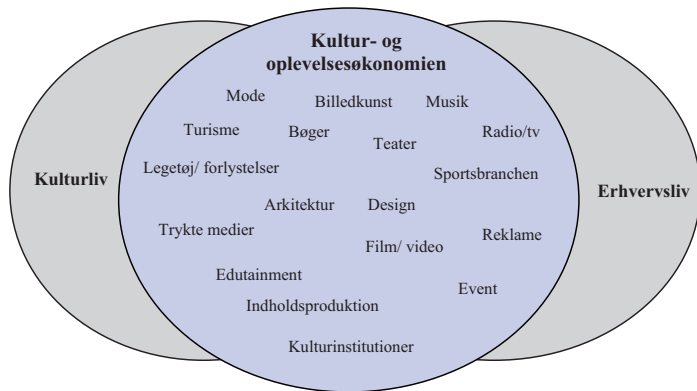 Kultur- og
oplevelsesøkonomien
Mode
Billedkunst
Musik
Turisme
Bøger
Teater
Radio/tv
Legetøj/ forlystelser
Sportsbranchen
Kulturliv
Erhvervsliv
Arkitektur
Design
Trykte medier
Film/ video
Reklame
Edutainment
Event
Indholdsproduktion
Kulturinstitutioner